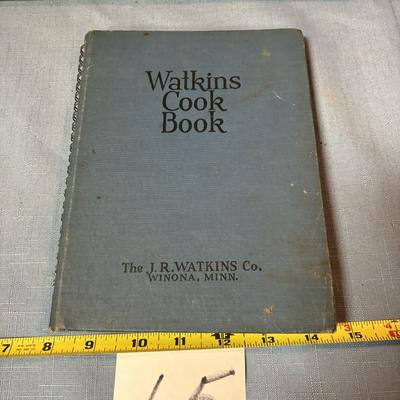 Watkins
Cook
Book
The J.R.WATKINS Co.
WINONA, MINN.
7 8 9 10 11 12 13 14 15